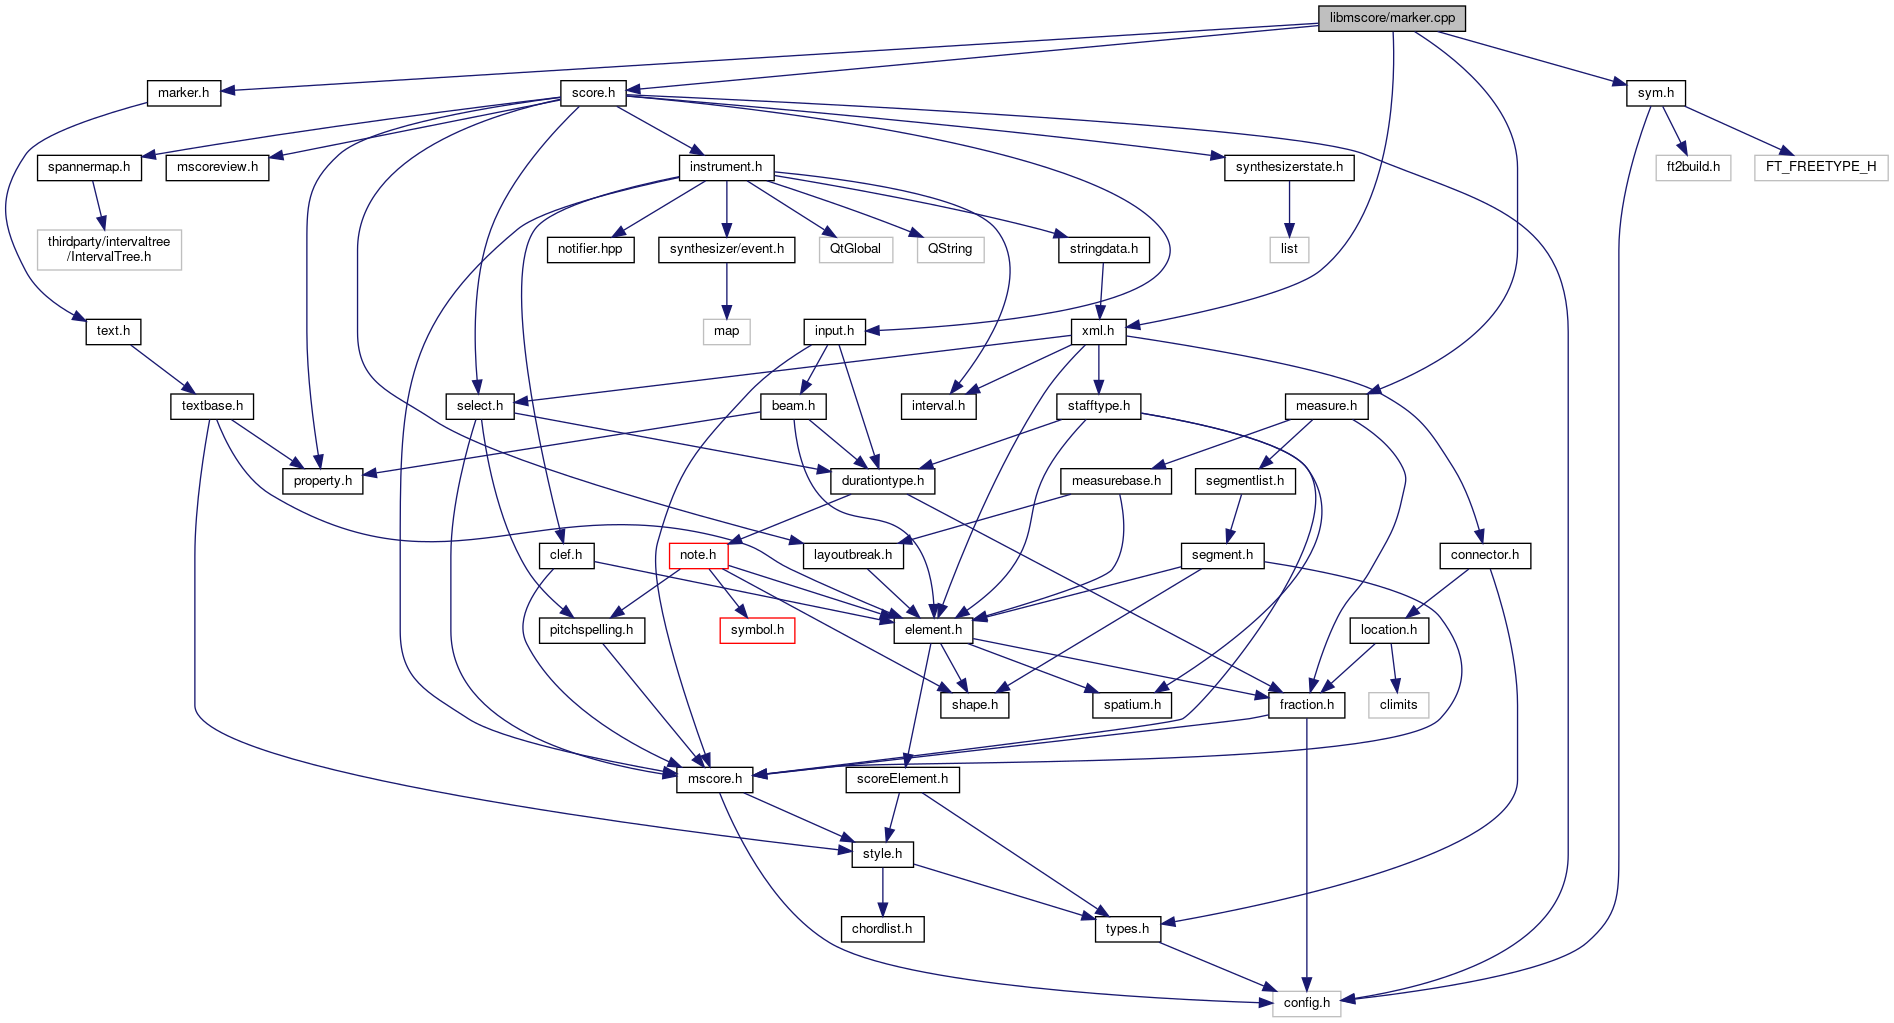 libmscore/marker.cpp
marker.h
score.h
sym.h
spannermap.h
mscoreview.h
instrument.h
synthesizerstate.h
ft2build.h
FT_FREETYPE_H
thirdparty/intervaltree
/IntervalTree.h
notifier.hpp
synthesizer/event.h
QtGlobal
QString
stringdata.h
list
text.h
map
input.h
xml.h
textbase.h
select.h
beam.h
interval.h
stafftype.h
measure.h
property.h
durationtype.h
measurebase.h
segmentlist.h
clef.h
note.h
layoutbreak.h
segment.h
connector.h
pitchspelling.h
symbol.h
element.h
location.h
shape.h
spatium.h
fraction.h
climits
mscore.h
scoreElement.h
style.h
chordlist.h
types.h
config.h